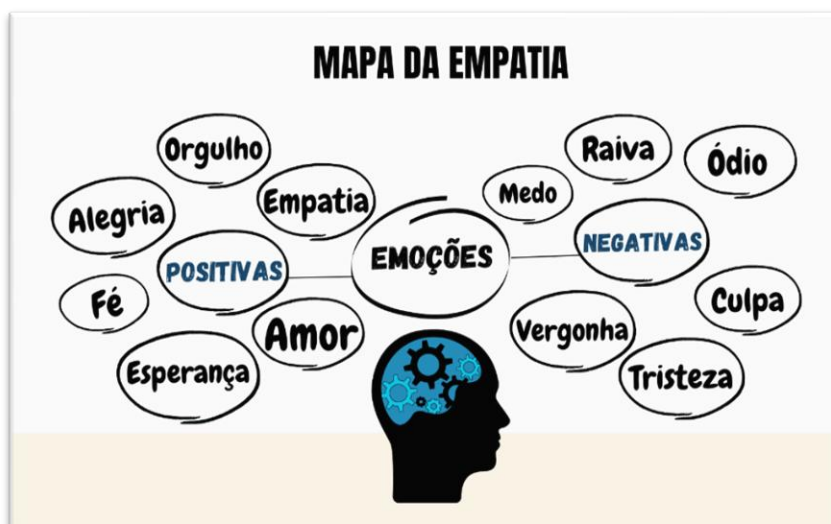 MAPA DA EMPATIA
Orgulho
Empatia
Alegria
POSITIVAS
Fé
Amor
Esperança
EMOÇÕES
Medo
Raiva
Ódio
NEGATIVAS
Culpa
Vergonha
Tristeza